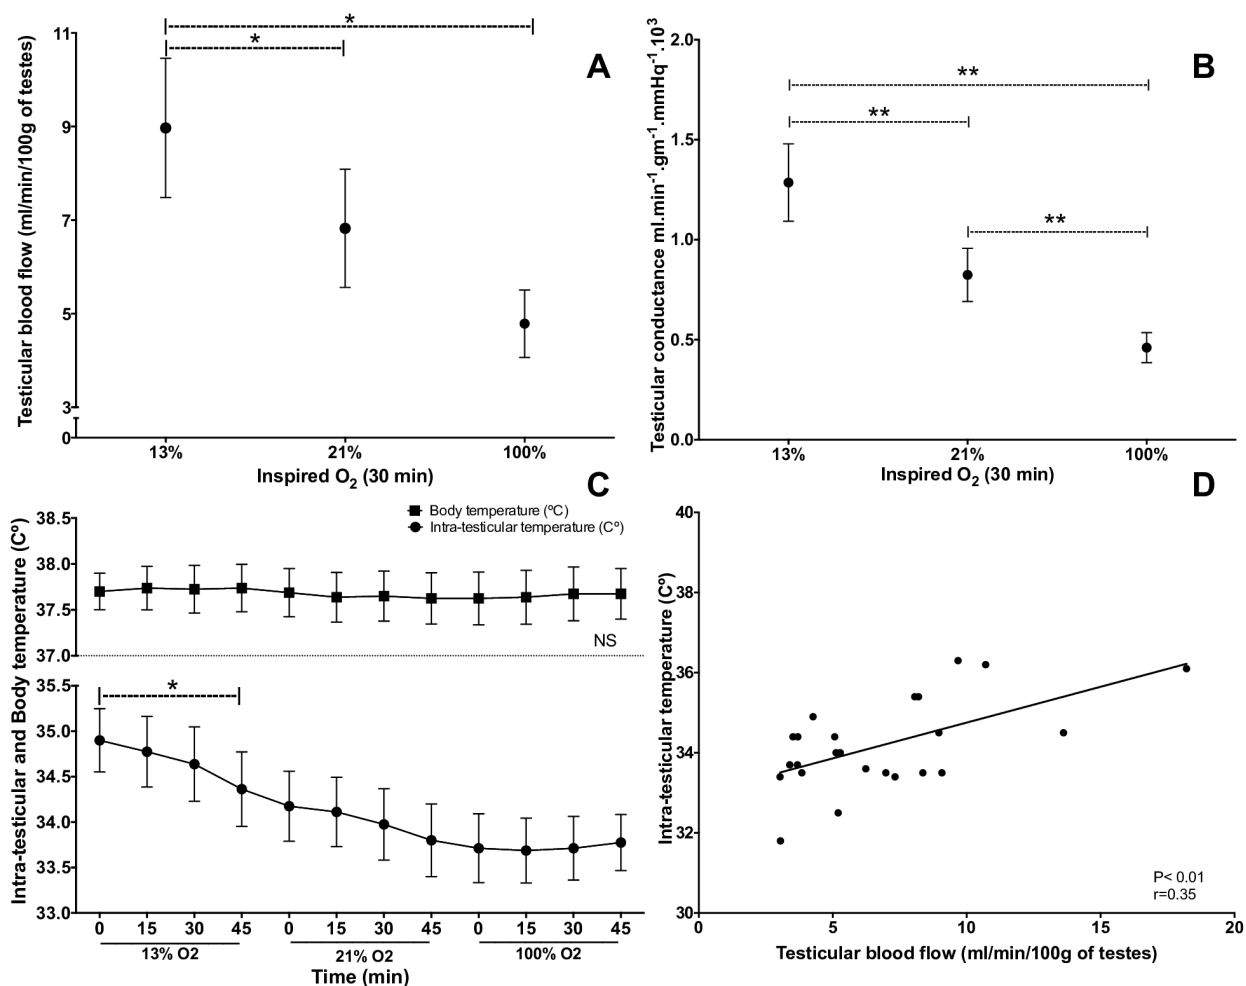 A
Testicular blood flow (ml/min/100g of testes)
11
9
7
5
3
0
*
*
13% 21% 100%
Inspired O2 (30 min)
B
Testicular conductance ml.min-1.gm-1.mmHq-1.103
2.0
1.5
1.0
0.5
0.0
**
**
**
13% 21% 100%
Inspired O2 (30 min)
C
Intra-testicular and Body temperature (Cº)
Body temperature (ºC)
Intra-testicular temperature (Cº)
38.5
38.0
37.5
37.0
NS
35.5
35.0
34.5
34.0
33.5
33.0
*
0 15 30 45 0 15 30 45 0 15 30 45
13% O2 21% O2 100% O2
Time (min)
D
Intra-testicular temperature (Cº)
40
38
36
34
32
30
P< 0.01
r=0.35
0 5 10 15 20
Testicular blood flow (ml/min/100g of testes)